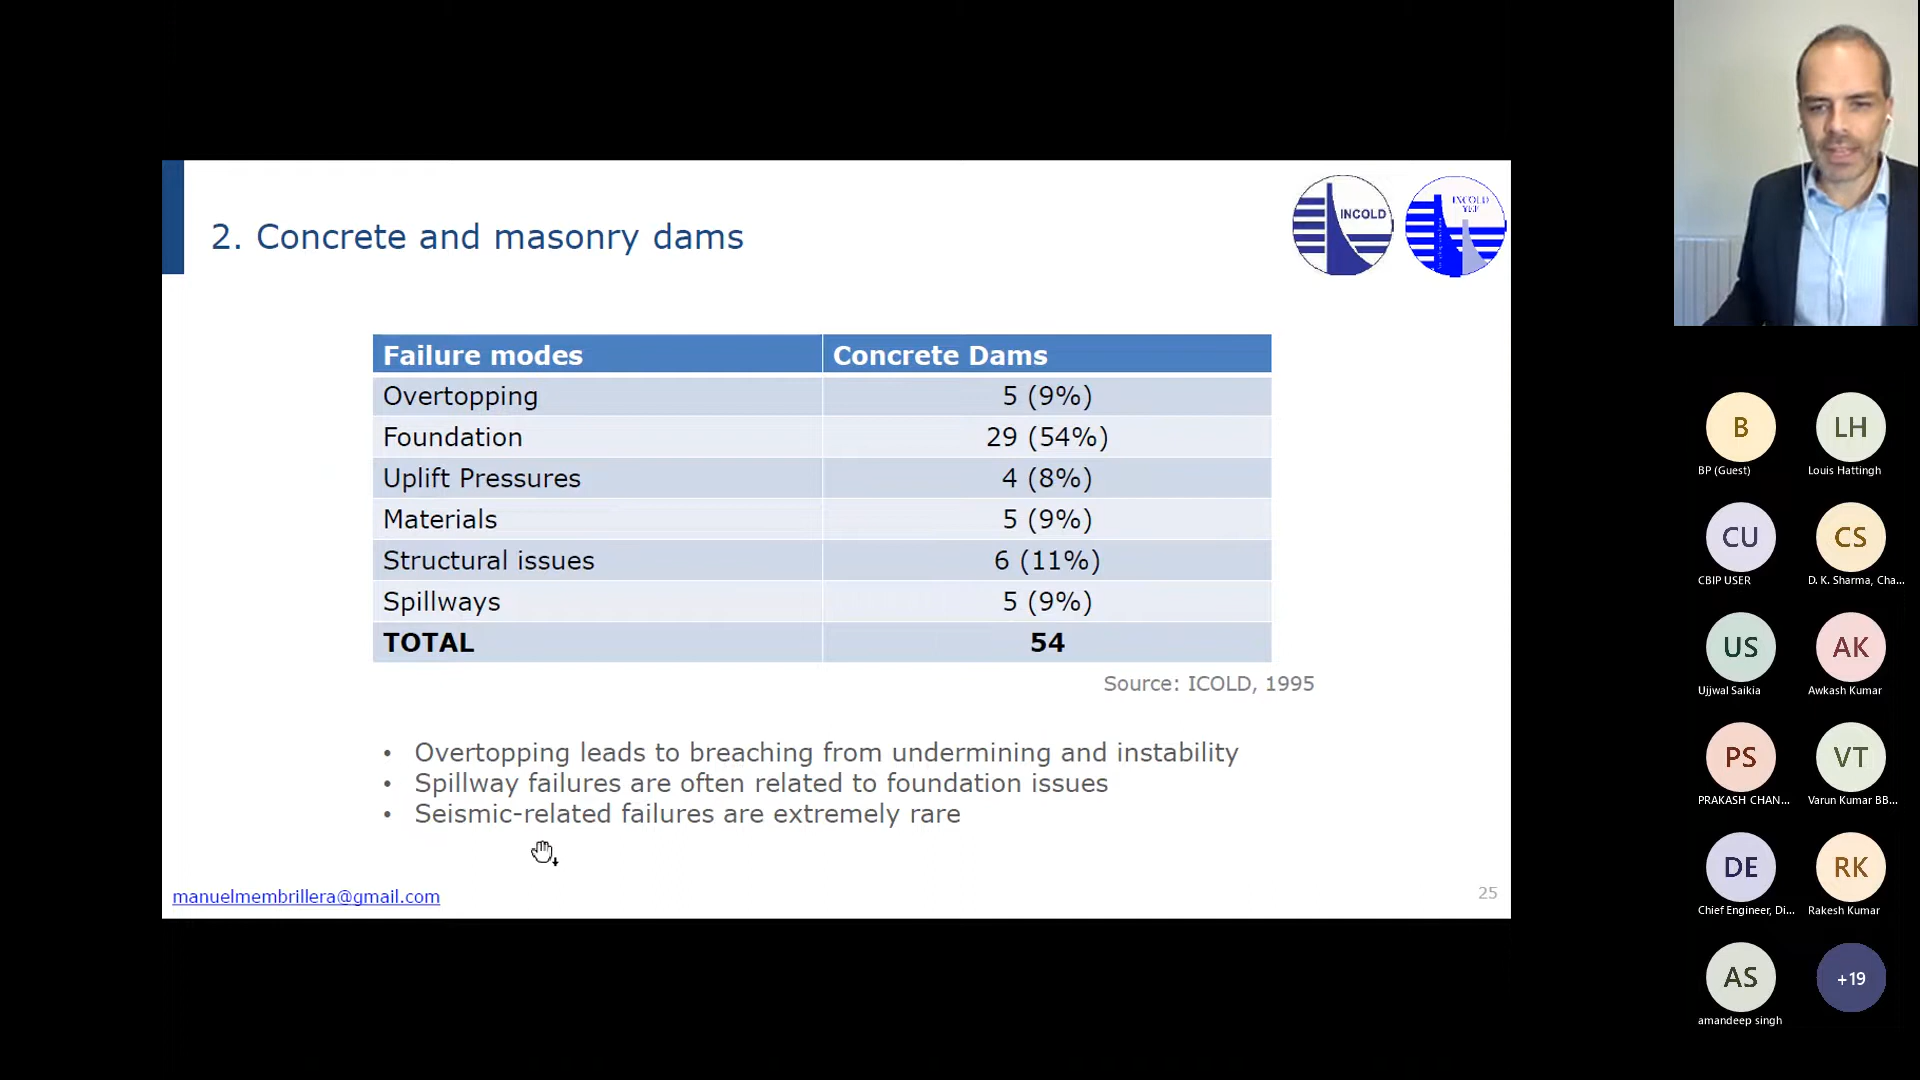 2. Concrete and masonry dams
INCOLD
INCOLD
YEF
Failure modes Concrete Dams
Overtopping 5 (9%)
Foundation 29 (54%)
Uplift Pressures 4 (8%)
Materials 5 (9%)
Structural issues 6 (11%)
Spillways 5 (9%)
TOTAL 54
Source: ICOLD, 1995
• Overtopping leads to breaching from undermining and instability
• Spillway failures are often related to foundation issues
• Seismic-related failures are extremely rare
manuelmembrillera@gmail.com
25
B LH
BP (Guest) Louis Hattingh
CU CS
CBIP USER D. K. Sharma, Cha...
US AK
Ujjwal Saikia Awkash Kumar
PS VT
PRAKASH CHAN... Varun Kumar BB...
DE RK
Chief Engineer, Di... Rakesh Kumar
AS +19
amandeep singh